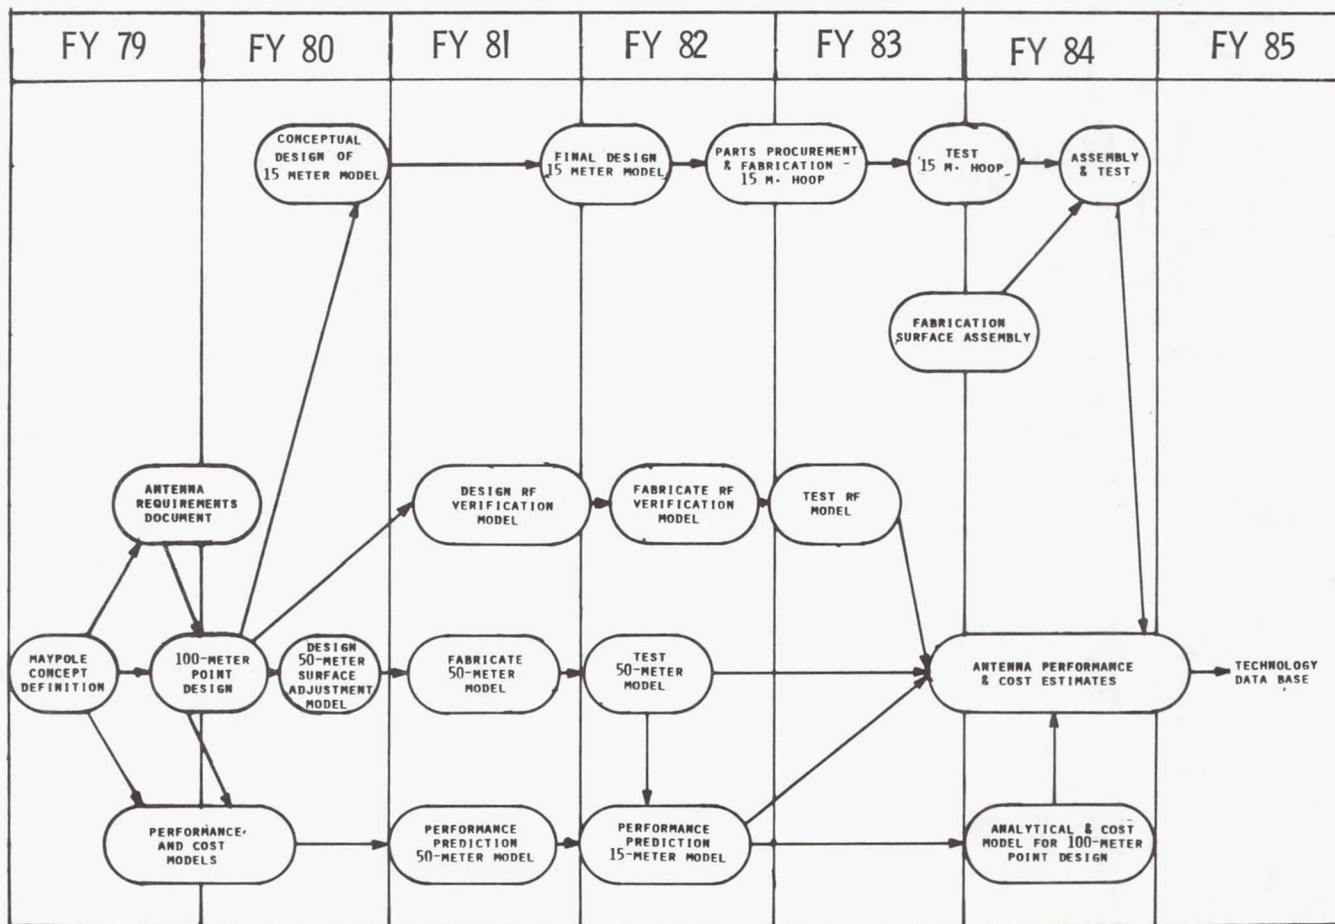 FY 79
FY 80
FY 81
FY 82
FY 83
FY 84
FY 85
CONCEPTUAL
DESIGN OF
15 METER MODEL
FINAL DESIGN
15 METER MODEL
PARTS PROCUREMENT
& FABRICATION -
15 M. HOOP
TEST
15 M. HOOP
ASSEMBLY
& TEST
FABRICATION
SURFACE ASSEMBLY
ANTENNA
REQUIREMENTS
DOCUMENT
DESIGN RF
VERIFICATION
MODEL
FABRICATE RF
VERIFICATION
MODEL
TEST RF
MODEL
MAYPOLE
CONCEPT
DEFINITION
100-METER
POINT
DESIGN
DESIGN
50-METER
SURFACE
ADJUSTMENT
MODEL
FABRICATE
50-METER
MODEL
TEST
50-METER
MODEL
ANTENNA PERFORMANCE
& COST ESTIMATES
TECHNOLOGY
DATA BASE
PERFORMANCE
AND COST
MODELS
PERFORMANCE
PREDICTION
50-METER MODEL
PERFORMANCE
PREDICTION
15-METER MODEL
ANALYTICAL & COST
MODEL FOR 100-METER
POINT DESIGN